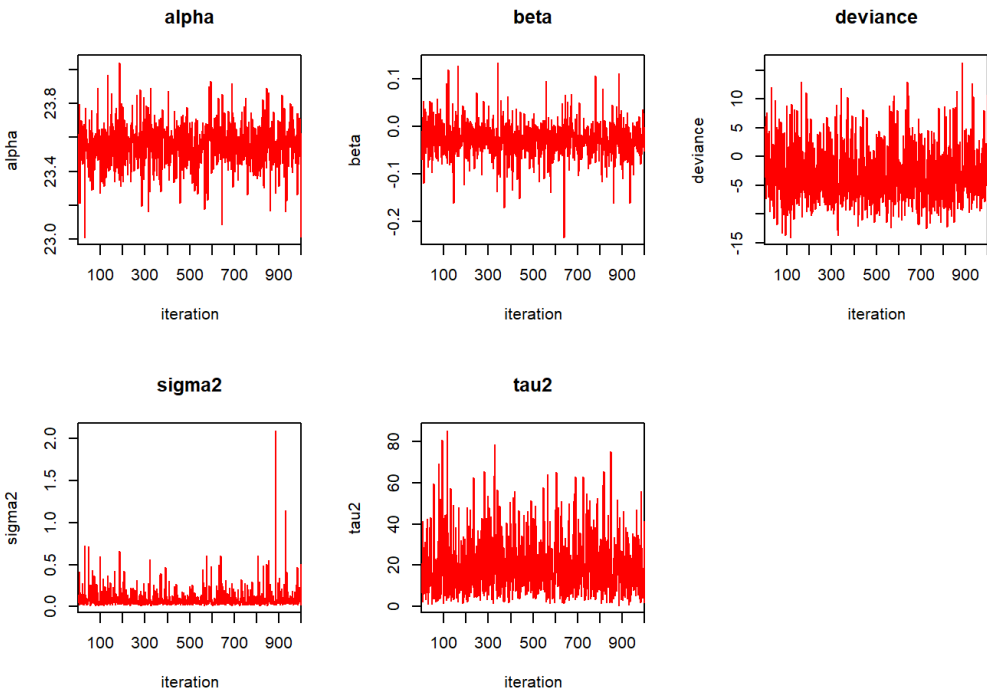 alpha
alpha
23.0 23.4 23.8
100 300 500 700 900
iteration
beta
beta
-0.2 -0.1 0.0 0.1
100 300 500 700 900
iteration
deviance
deviance
-15 -5 0 5 10
100 300 500 700 900
iteration
sigma2
sigma2
0.0 0.5 1.0 1.5 2.0
100 300 500 700 900
iteration
tau2
tau2
0 20 40 60 80
100 300 500 700 900
iteration